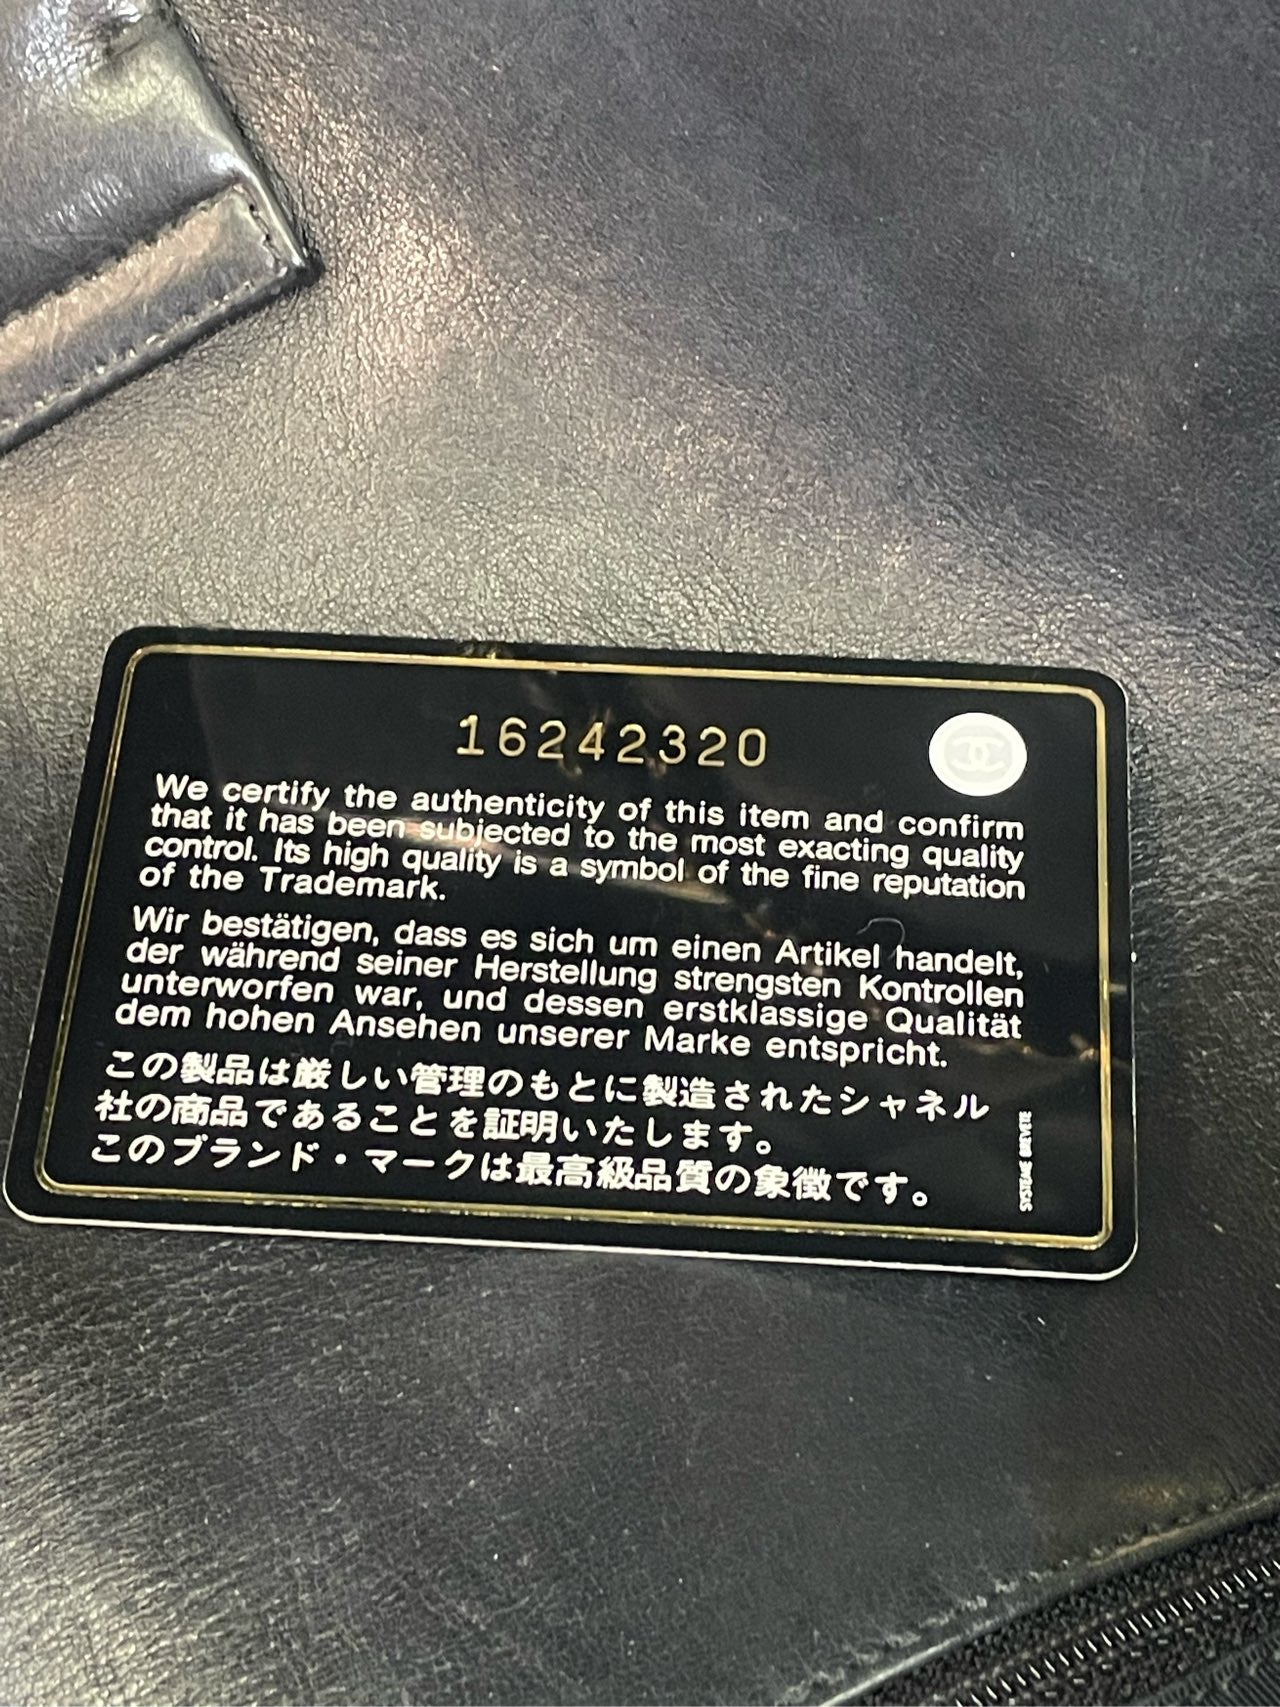 16242320
We certify the authenticity of this item and confirm
that it has been subjected to the most exacting quality
control. Its high quality is a symbol of the fine reputation
of the Trademark.
Wir bestätigen, dass es sich um einen Artikel handelt,
der während seiner Herstellung strengsten Kontrollen
unterworfen war, und dessen erstklassige Qualität
dem hohen Ansehen unserer Marke entspricht.
この製品は厳しい管理のもとに製造されたシャネル
社の商品であることを証明いたします。
このブランド・マークは最高級品質の象徴です。
SYSTEME BREVETE